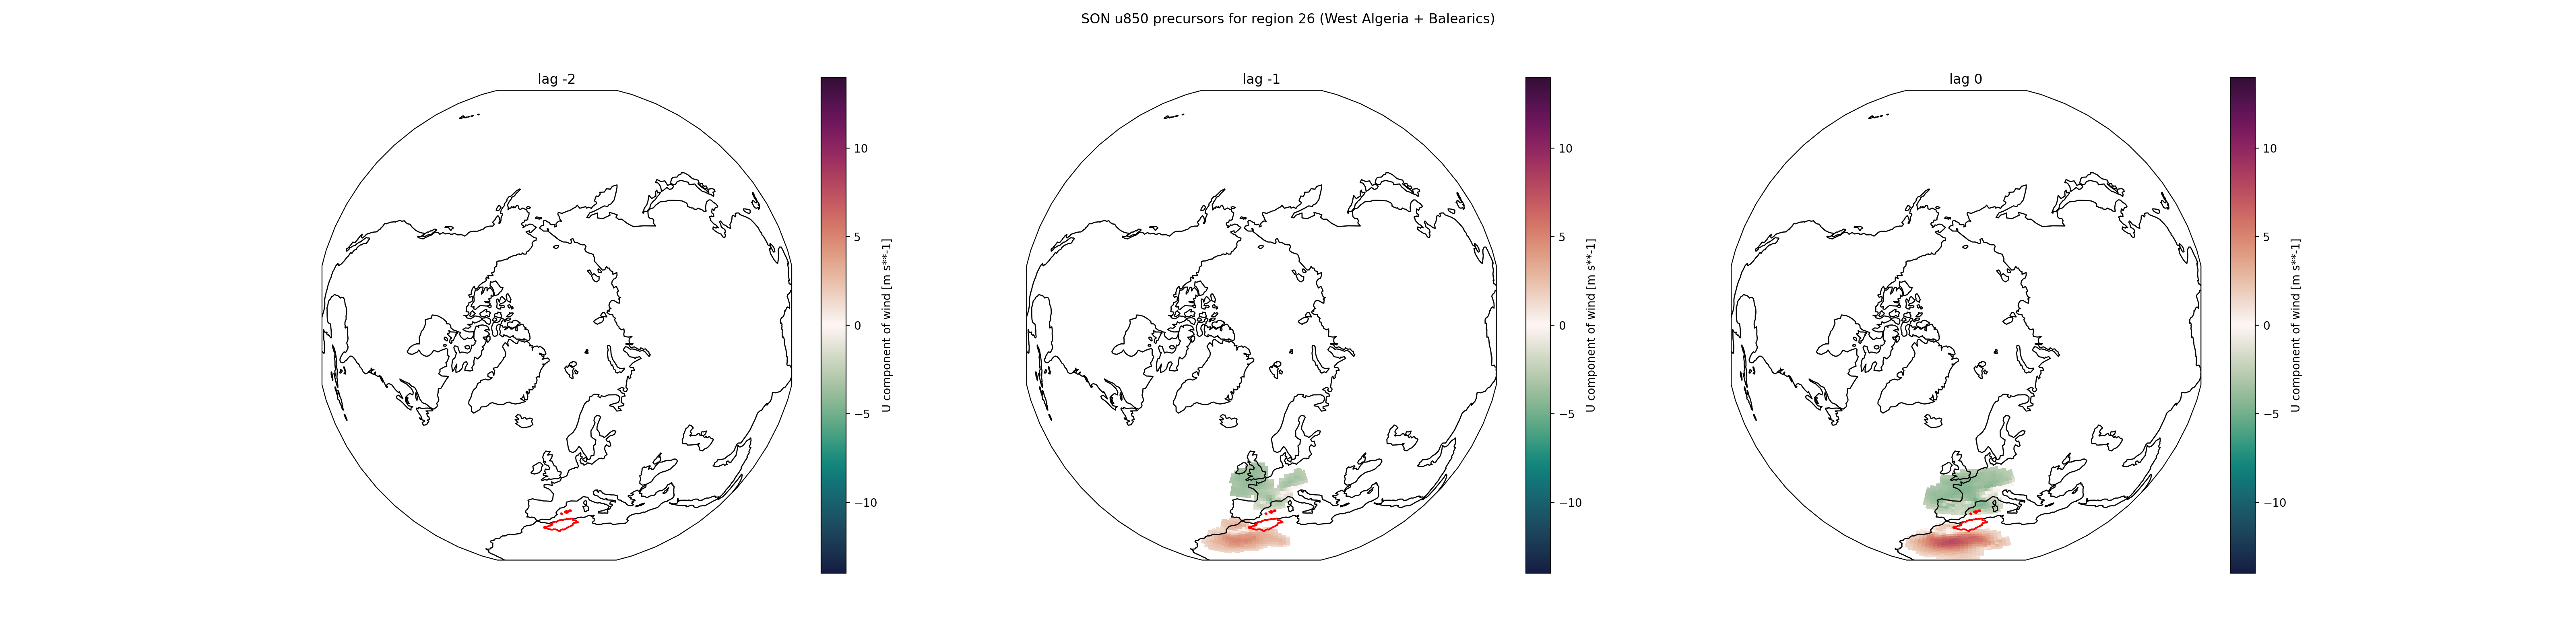 SON u850 precursors for region 26 (West Algeria + Balearics)
lag -2
10
5
0
−5
−10
U component of wind [m s**-1]
lag -1
10
5
0
−5
−10
U component of wind [m s**-1]
lag 0
10
5
0
−5
−10
U component of wind [m s**-1]